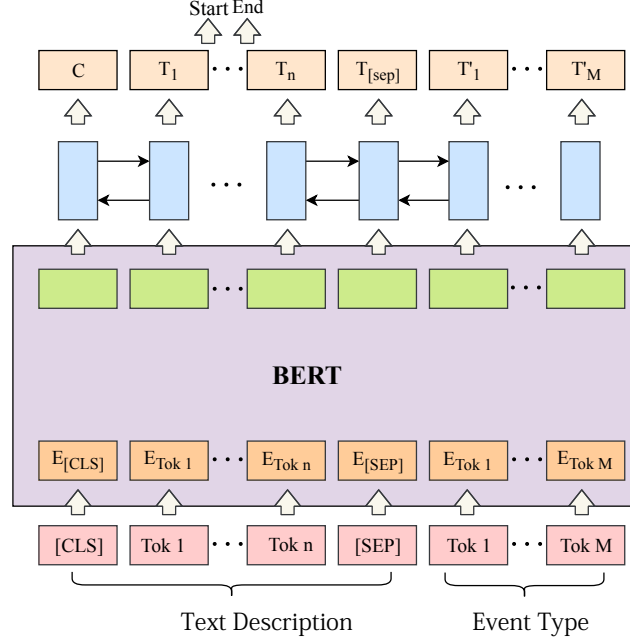 Start End
C T1 ··· Tn T[sep] T'1 ··· T'M
···
...
··· ···
BERT
E[CLS] ETok 1 ··· ETok n E[SEP] ETok 1 ··· ETok M
[CLS] Tok 1 ··· Tok n [SEP] Tok 1 ··· Tok M
Text Description Event Type